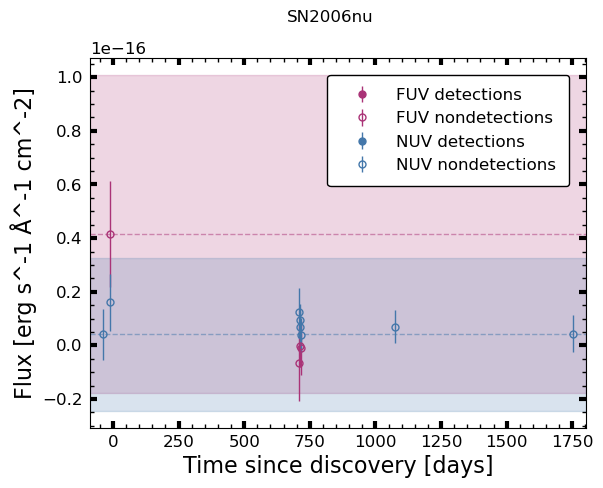 SN2006nu
1e−16
1.0
0.8
0.6
0.4
0.2
0.0
−0.2
Flux [erg s^-1 Å^-1 cm^-2]
FUV detections
FUV nondetections
NUV detections
NUV nondetections
0 250 500 750 1000 1250 1500 1750
Time since discovery [days]